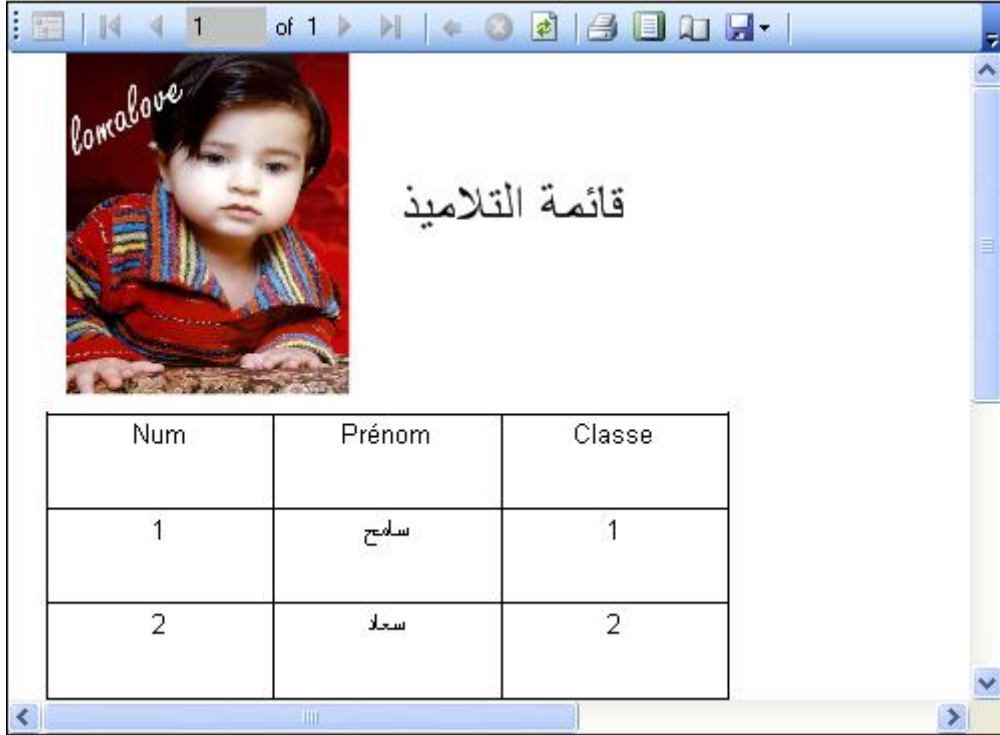 1 of 1
lomalove
قائمة التلاميذ
Num Prénom Classe
1 سامح 1
2 سعاد 2